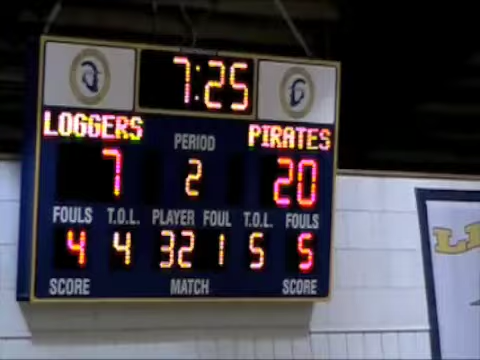 7:25
LOGGERS PERIOD PIRATES
7 2 20
FOULS T.O.L. PLAYER FOUL T.O.L. FOULS
4 4 32 1 5 5
SCORE MATCH SCORE